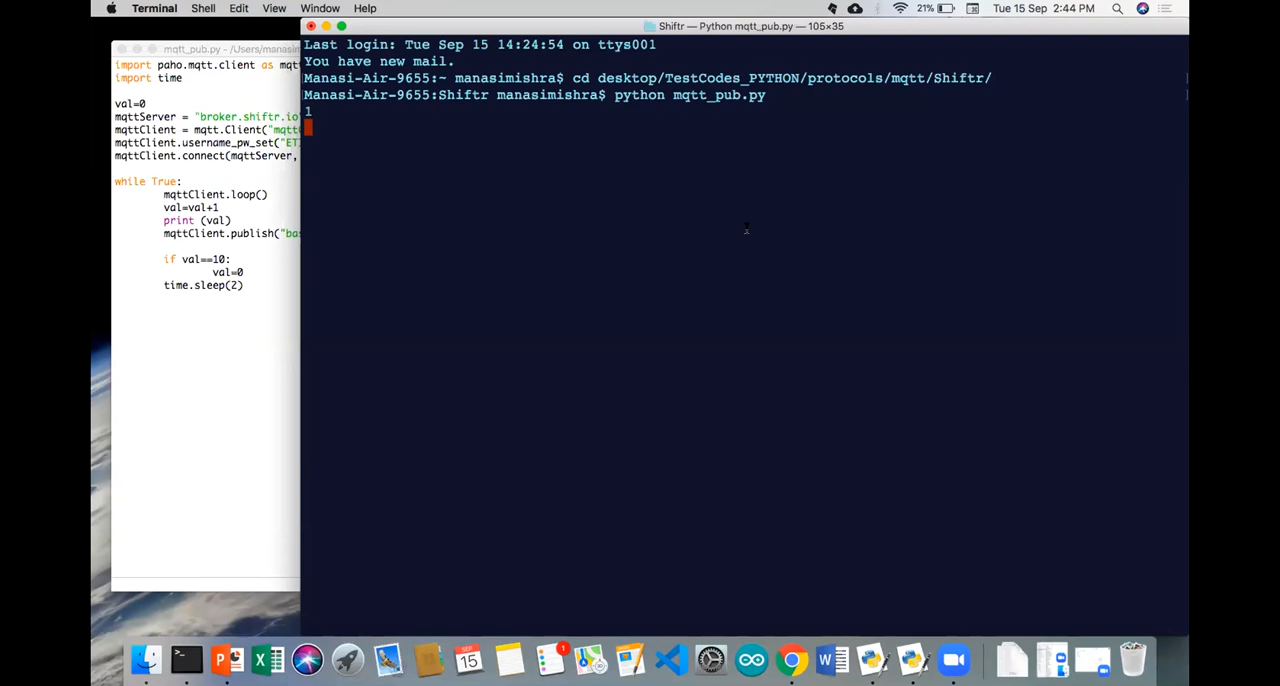 Terminal Shell Edit View Window Help 21% Tue 15 Sep 2:44 PM
mqtt_pub.py - /Users/manasim
Shiftr — Python mqtt_pub.py — 105×35
import paho.mqtt.client as mqt
import time
val=0
mqttServer = "broker.shiftr.io
mqttClient = mqtt.Client("mqtt
mqttClient.username_pw_set("ET
mqttClient.connect(mqttServer,
while True:
mqttClient.loop()
val=val+1
print (val)
mqttClient.publish("ba
if val==10:
val=0
time.sleep(2)
Last login: Tue Sep 15 14:24:54 on ttys001
You have new mail.
Manasi-Air-9655:~ manasimishra$ cd desktop/TestCodes_PYTHON/protocols/mqtt/Shiftr/
Manasi-Air-9655:Shiftr manasimishra$ python mqtt_pub.py
1
SEP
15
1